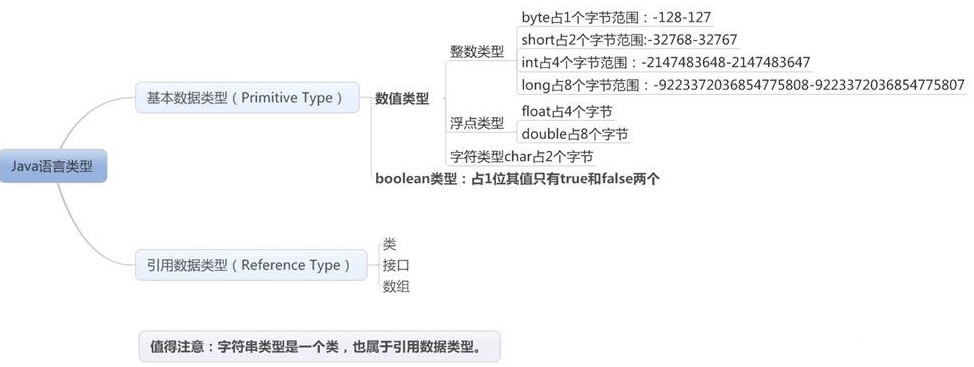 byte占1个字节范围：-128-127
short占2个字节范围:-32768-32767
整数类型
int占4个字节范围：-2147483648-2147483647
long占8个字节范围：-9223372036854775808-9223372036854775807
基本数据类型（Primitive Type）
数值类型
float占4个字节
浮点类型
double占8个字节
字符类型char占2个字节
Java语言类型
boolean类型：占1位其值只有true和false两个
类
引用数据类型（Reference Type）
接口
数组
值得注意：字符串类型是一个类，也属于引用数据类型。